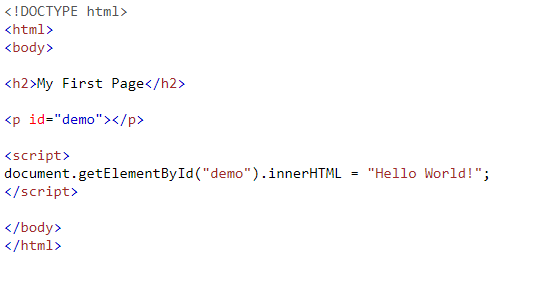 <!DOCTYPE html>
<html>
<body>
<h2>My First Page</h2>
<p id="demo"></p>
<script>
document.getElementById("demo").innerHTML = "Hello World!";
</script>
</body>
</html>